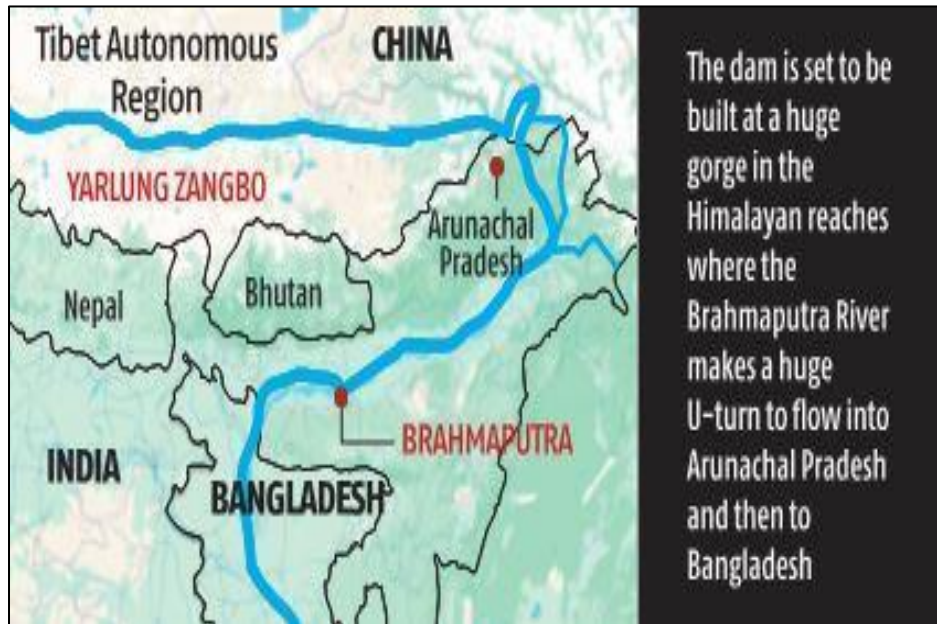 Tibet Autonomous
Region
CHINA
YARLUNG ZANGBO
Arunachal
Pradesh
Nepal
Bhutan
BRAHMAPUTRA
INDIA
BANGLADESH
The dam is set to be
built at a huge
gorge in the
Himalayan reaches
where the
Brahmaputra River
makes a huge
U-turn to flow into
Arunachal Pradesh
and then to
Bangladesh